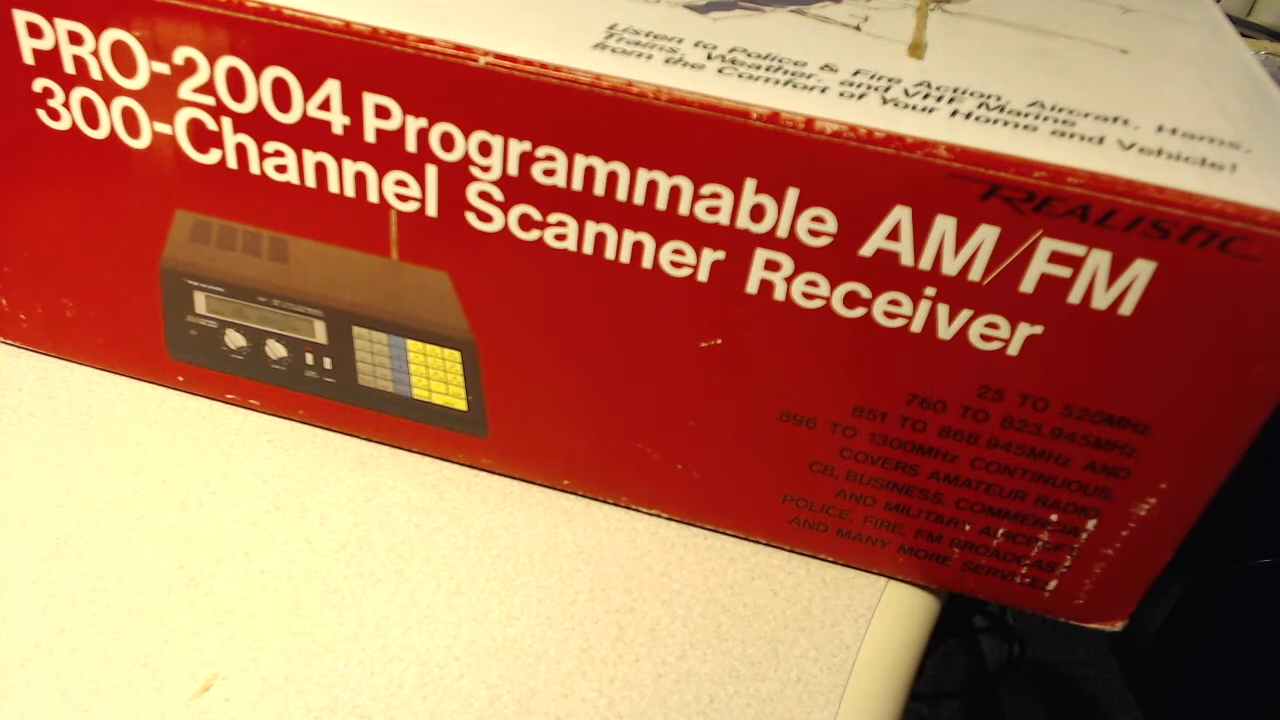 Listen to Police & Fire Action, Aircraft, Hams,
Trains, Weather, and VHF Marine
from the Comfort of Your Home and Vehicle!
REALISTIC
PRO-2004 Programmable AM/FM
300-Channel Scanner Receiver
25 TO 520MHz
760 TO 823.945MHz
851 TO 868.945MHz AND
896 TO 1300MHz CONTINUOUS.
COVERS AMATEUR RADIO,
CB, BUSINESS, COMMERCIAL
AND MILITARY AIRCRAFT,
POLICE, FIRE, FM BROADCAST
AND MANY MORE SERVICES